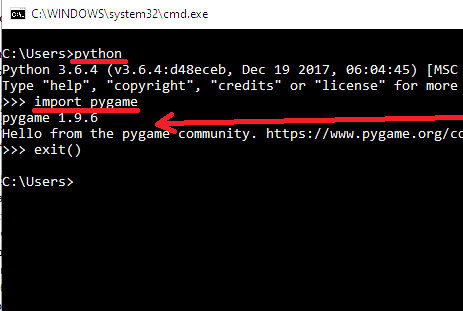 C:\WINDOWS\system32\cmd.exe
C:\Users>python
Python 3.6.4 (v3.6.4:d48eceb, Dec 19 2017, 06:04:45) [MSC
Type "help", "copyright", "credits" or "license" for more
>>> import pygame
pygame 1.9.6
Hello from the pygame community. https://www.pygame.org/co
>>> exit()
C:\Users>